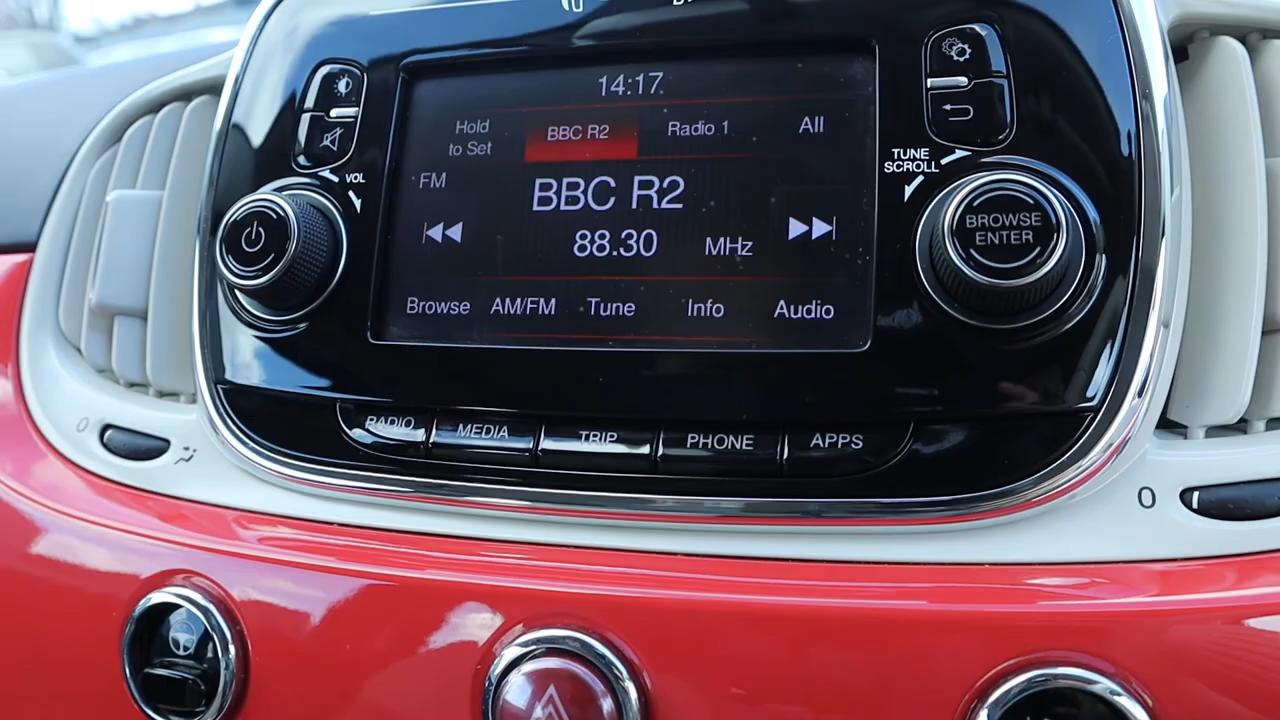 14:17
Hold
to Set
BBC R2
Radio 1
All
FM
BBC R2
88.30 MHz
Browse AM/FM Tune Info Audio
VOL
TUNE
SCROLL
BROWSE
ENTER
RADIO MEDIA TRIP PHONE APPS
0
0